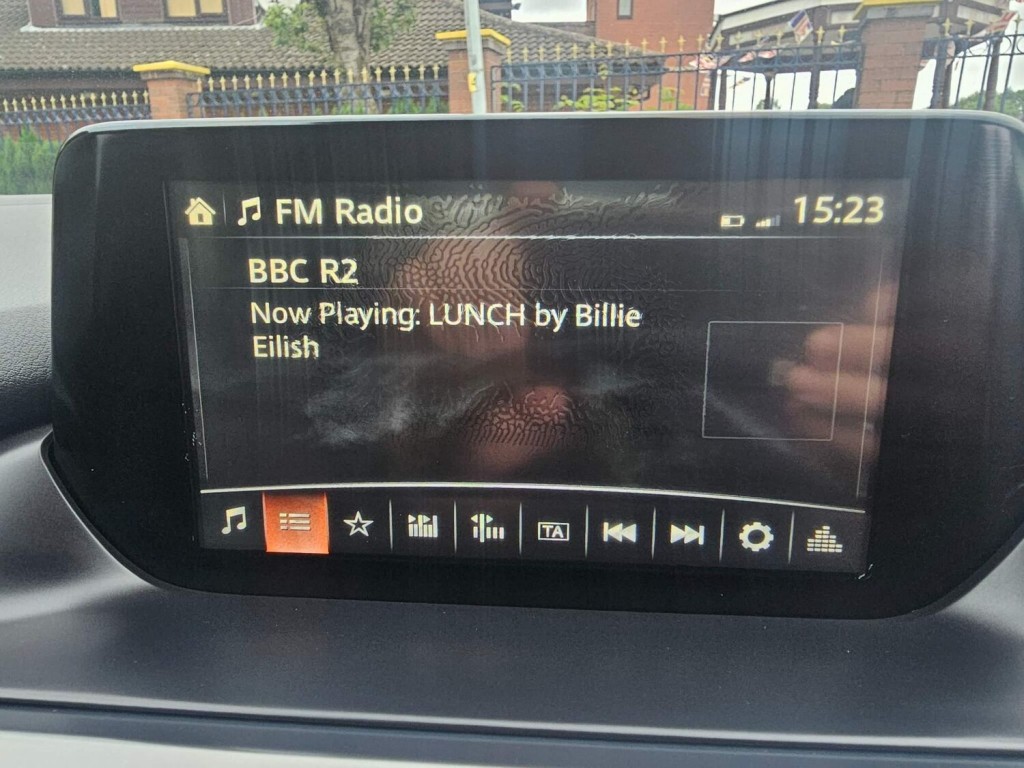 FM Radio
15:23
BBC R2
Now Playing: LUNCH by Billie
Eilish
TA